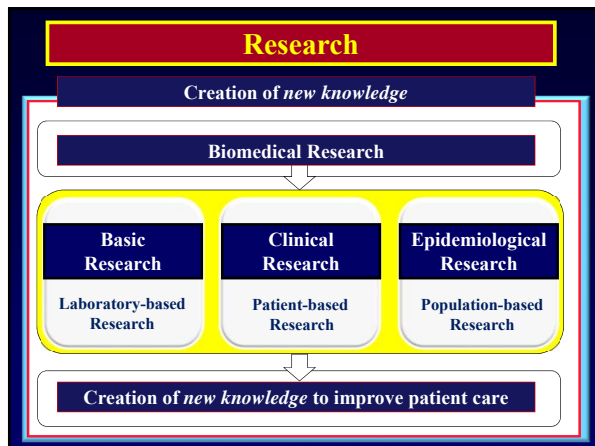 Research
Creation of new knowledge
Biomedical Research
Basic
Research
Laboratory-based
Research
Clinical
Research
Patient-based
Research
Epidemiological
Research
Population-based
Research
Creation of new knowledge to improve patient care